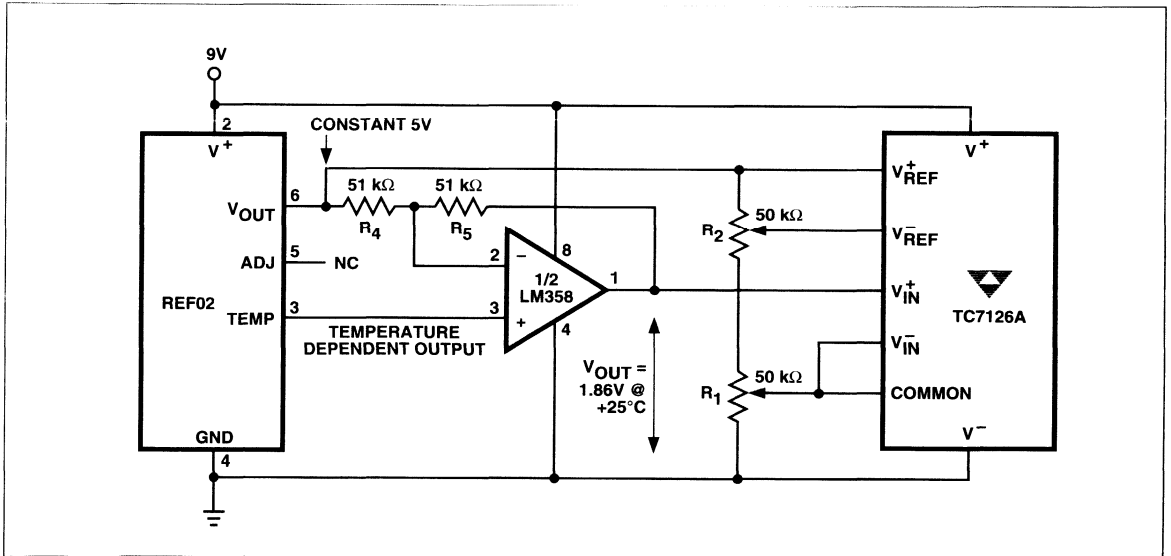 9V
CONSTANT 5V
2
V+
6
VOUT
51 kΩ
R4
51 kΩ
R5
5
ADJ
NC
REF02
3
TEMP
TEMPERATURE
DEPENDENT OUTPUT
GND
4
2
−
8
1/2
LM358
1
3
+
4
VOUT =
1.86V @
+25°C
50 kΩ
R2
50 kΩ
R1
V+
V+REF
V−REF
V+IN
TC7126A
V−IN
COMMON
V−